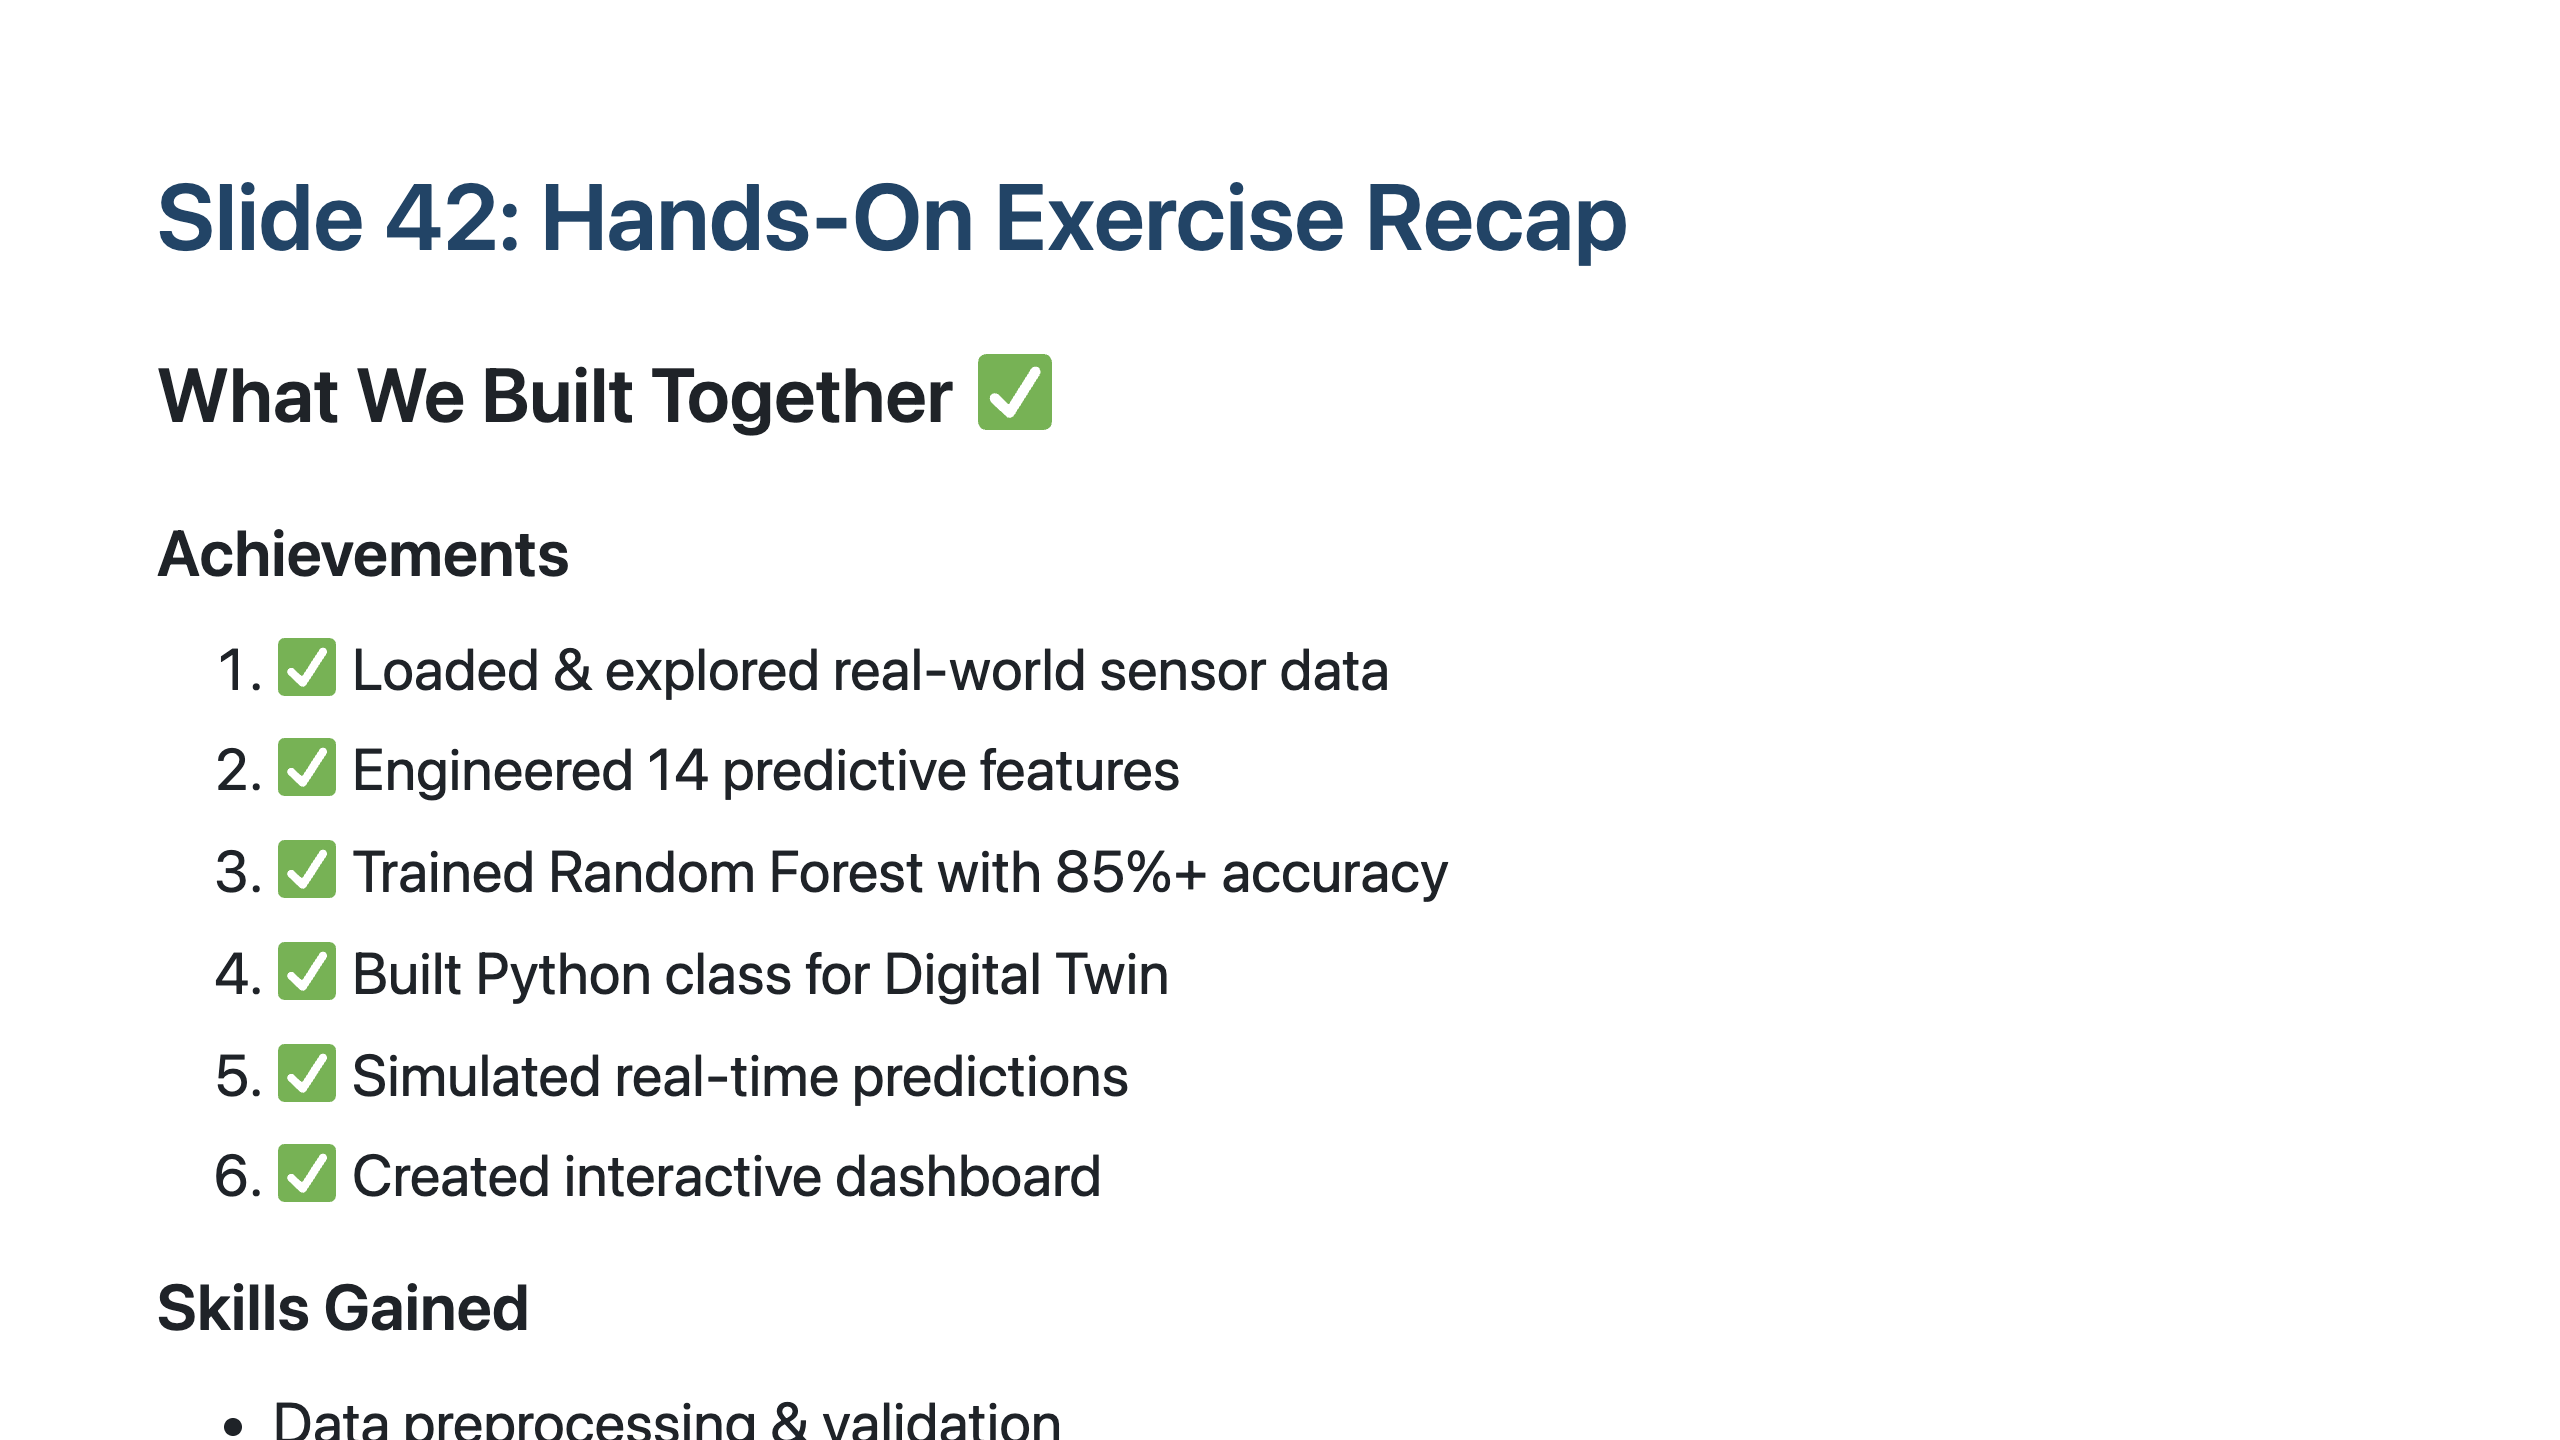 Slide 42: Hands-On Exercise Recap
What We Built Together ✅
Achievements
1. ✅ Loaded & explored real-world sensor data
2. ✅ Engineered 14 predictive features
3. ✅ Trained Random Forest with 85%+ accuracy
4. ✅ Built Python class for Digital Twin
5. ✅ Simulated real-time predictions
6. ✅ Created interactive dashboard
Skills Gained
• Data preprocessing & validation